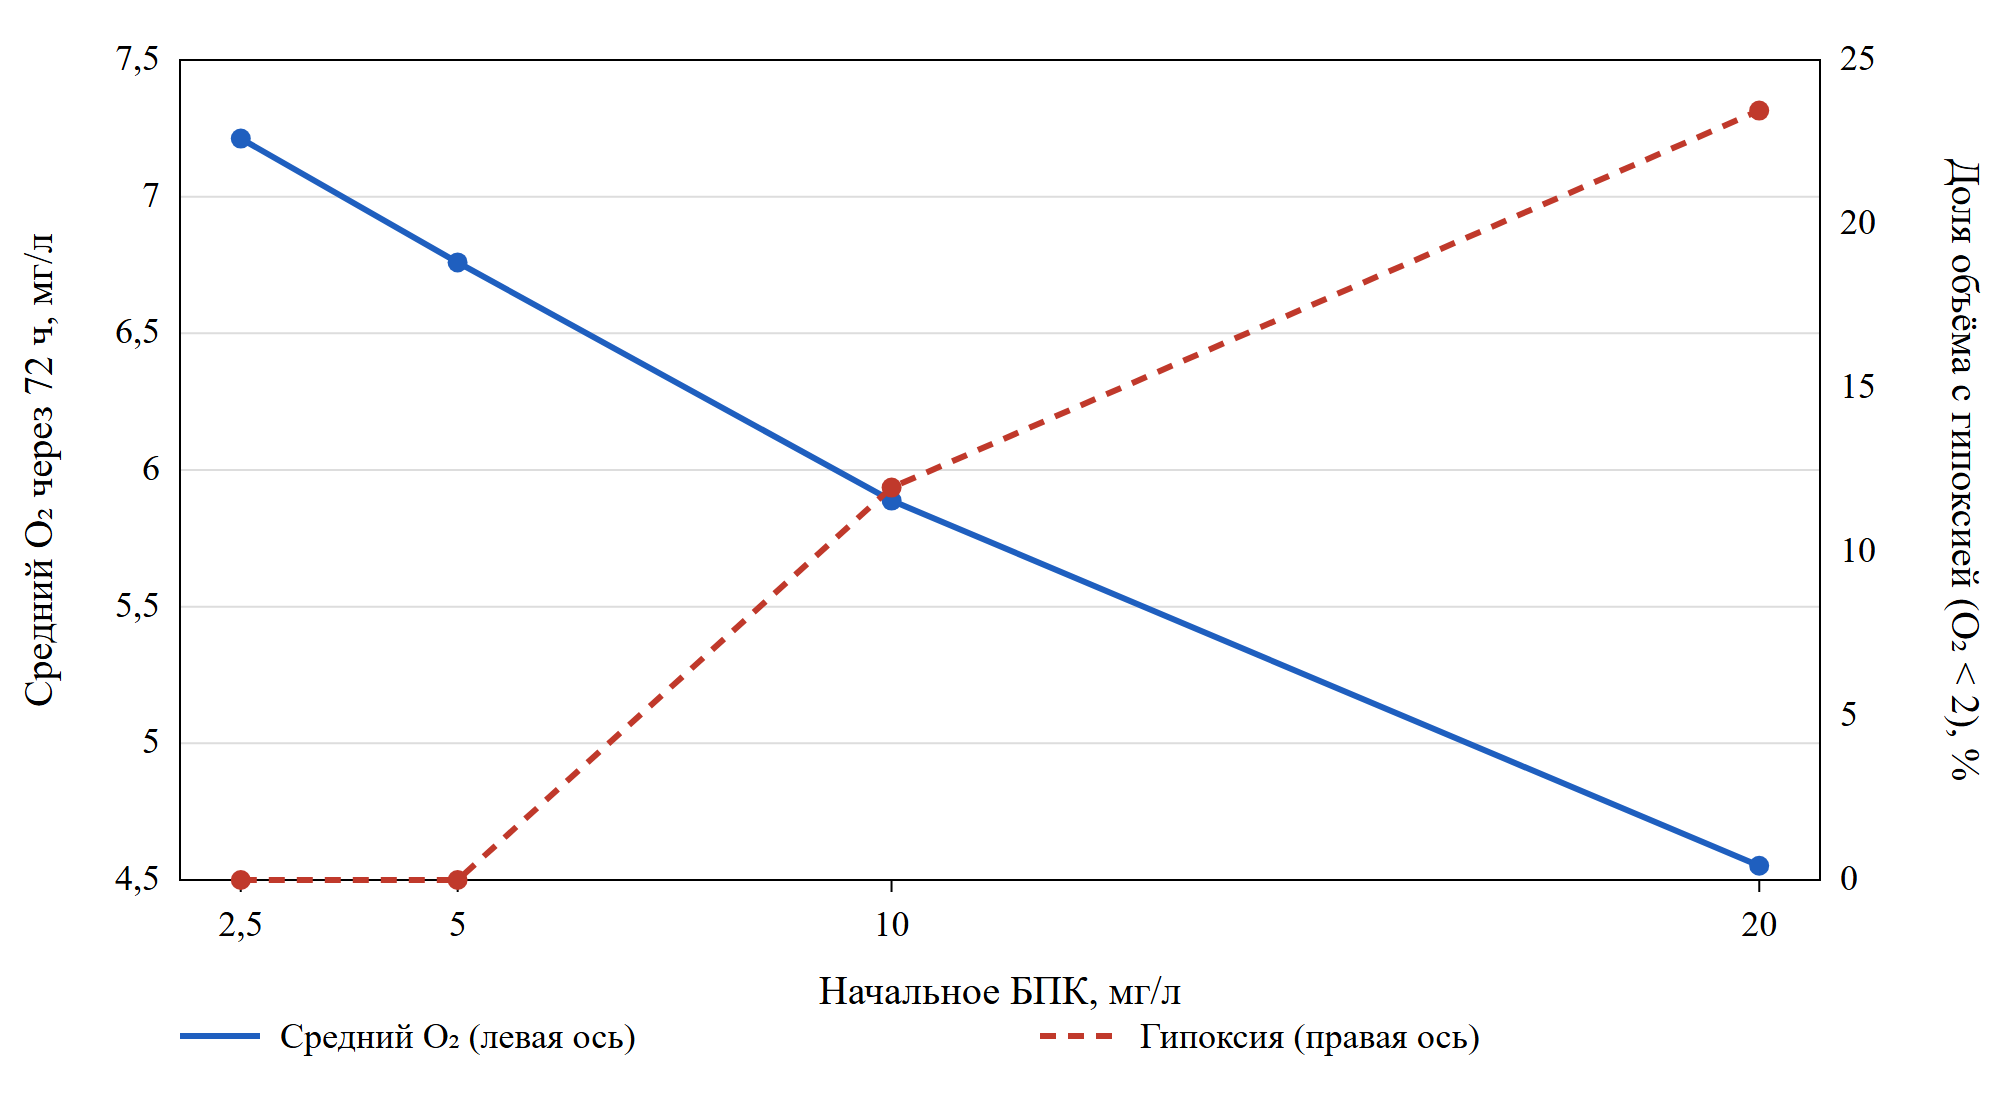 7,5
7
6,5
6
5,5
5
4,5
Средний O₂ через 72 ч, мг/л
25
20
15
10
5
0
Доля объёма с гипоксией (O₂ < 2), %
2,5 5 10 20
Начальное БПК, мг/л
Средний O₂ (левая ось) Гипоксия (правая ось)